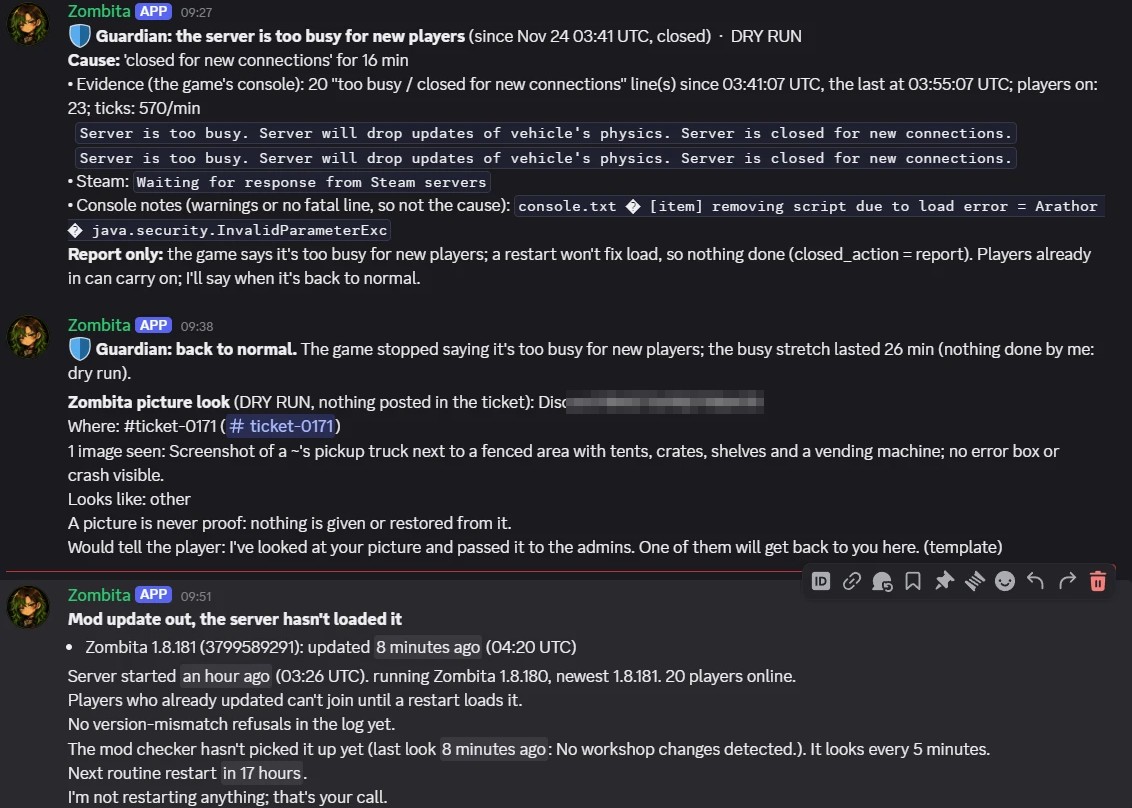 Zombita APP 09:27
Guardian: the server is too busy for new players (since Nov 24 03:41 UTC, closed) · DRY RUN
Cause: 'closed for new connections' for 16 min
• Evidence (the game's console): 20 "too busy / closed for new connections" line(s) since 03:41:07 UTC, the last at 03:55:07 UTC; players on:
23; ticks: 570/min
Server is too busy. Server will drop updates of vehicle's physics. Server is closed for new connections.
Server is too busy. Server will drop updates of vehicle's physics. Server is closed for new connections.
• Steam: Waiting for response from Steam servers
• Console notes (warnings or no fatal line, so not the cause): console.txt � [item] removing script due to load error = Arathor
� java.security.InvalidParameterExc
Report only: the game says it's too busy for new players; a restart won't fix load, so nothing done (closed_action = report). Players already
in can carry on; I'll say when it's back to normal.
Zombita APP 09:38
Guardian: back to normal. The game stopped saying it's too busy for new players; the busy stretch lasted 26 min (nothing done by me:
dry run).
Zombita picture look (DRY RUN, nothing posted in the ticket):
Where: #ticket-0171 (# ticket-0171)
1 image seen: Screenshot of a ~'s pickup truck next to a fenced area with tents, crates, shelves and a vending machine; no error box or
crash visible.
Looks like: other
A picture is never proof: nothing is given or restored from it.
Would tell the player: I've looked at your picture and passed it to the admins. One of them will get back to you here. (template)
ID
Zombita APP 09:51
Mod update out, the server hasn't loaded it
• Zombita 1.8.181 (3799589291): updated 8 minutes ago (04:20 UTC)
Server started an hour ago (03:26 UTC). running Zombita 1.8.180, newest 1.8.181. 20 players online.
Players who already updated can't join until a restart loads it.
No version-mismatch refusals in the log yet.
The mod checker hasn't picked it up yet (last look 8 minutes ago: No workshop changes detected.). It looks every 5 minutes.
Next routine restart in 17 hours.
I'm not restarting anything; that's your call.